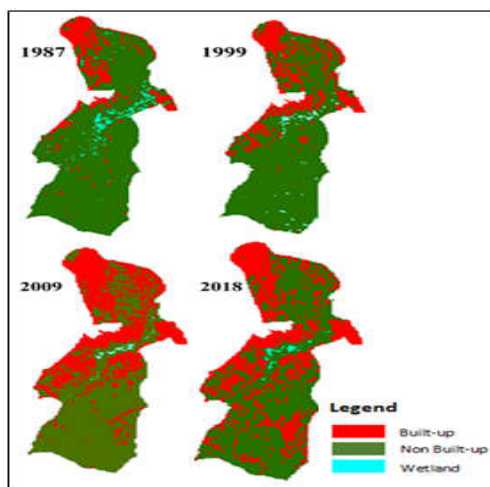 1987
1999
2009
2018
Legend
Built-up
Non Built-up
Wetland